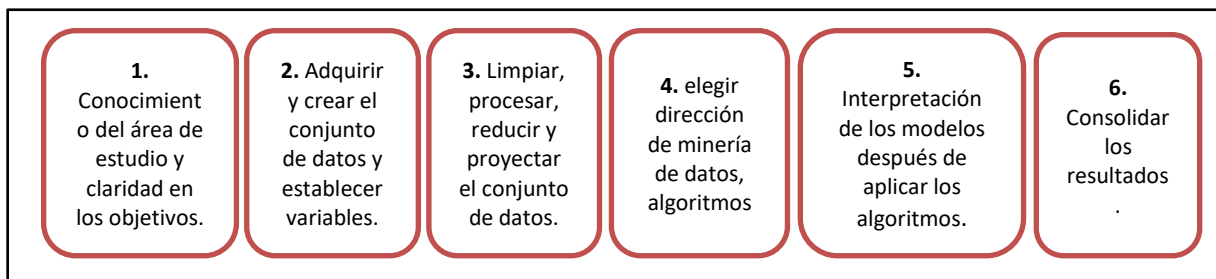 1.
Conocimient
o del área de
estudio y
claridad en
los objetivos.
2. Adquirir
y crear el
conjunto
de datos y
establecer
variables.
3. Limpiar,
procesar,
reducir y
proyectar
el conjunto
de datos.
4. elegir
dirección
de minería
de datos,
algoritmos
5.
Interpretación
de los modelos
después de
aplicar los
algoritmos.
6.
Consolidar
los
resultados
.